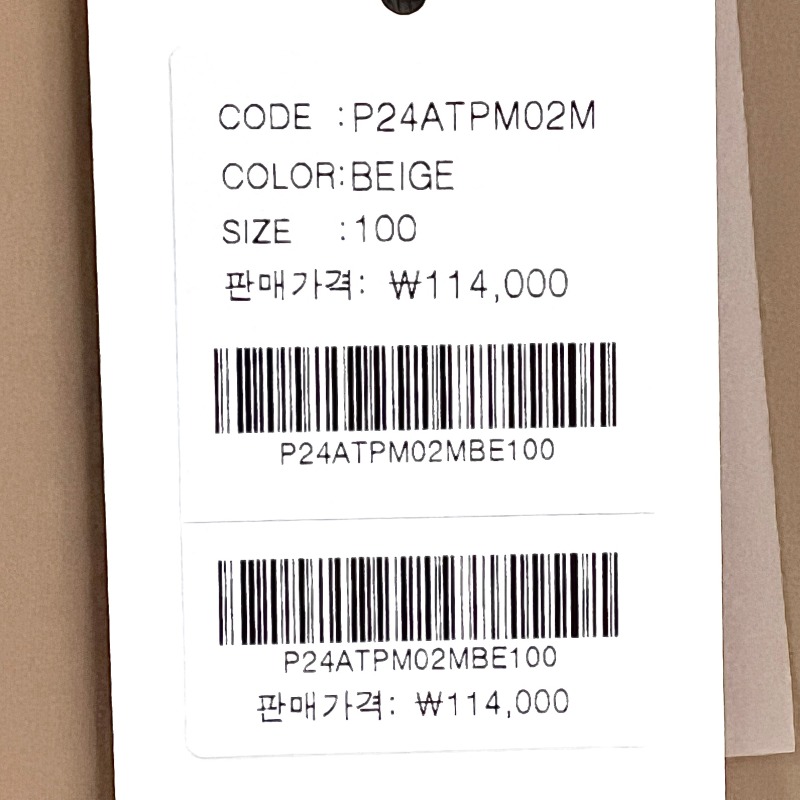 CODE :P24ATPM02M
COLOR:BEIGE
SIZE :100
판매가격: ₩114,000
P24ATPM02MBE100
P24ATPM02MBE100
판매가격: ₩114,000